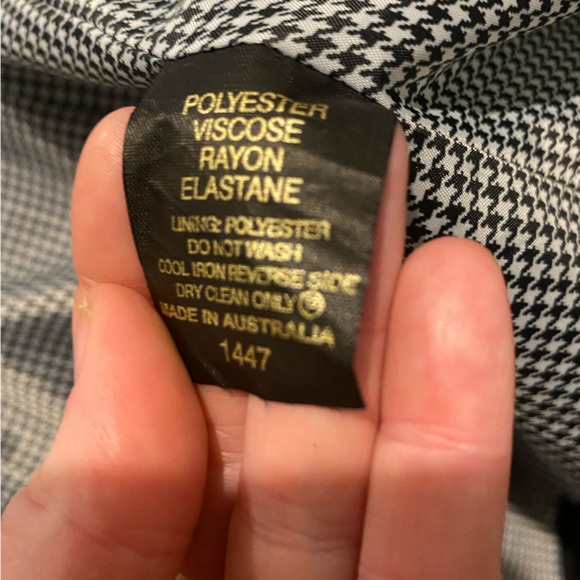 POLYESTER
VISCOSE
RAYON
ELASTANE
LINING: POLYESTER
DO NOT WASH
COOL IRON REVERSE SIDE
DRY CLEAN ONLY Ⓟ
MADE IN AUSTRALIA
1447